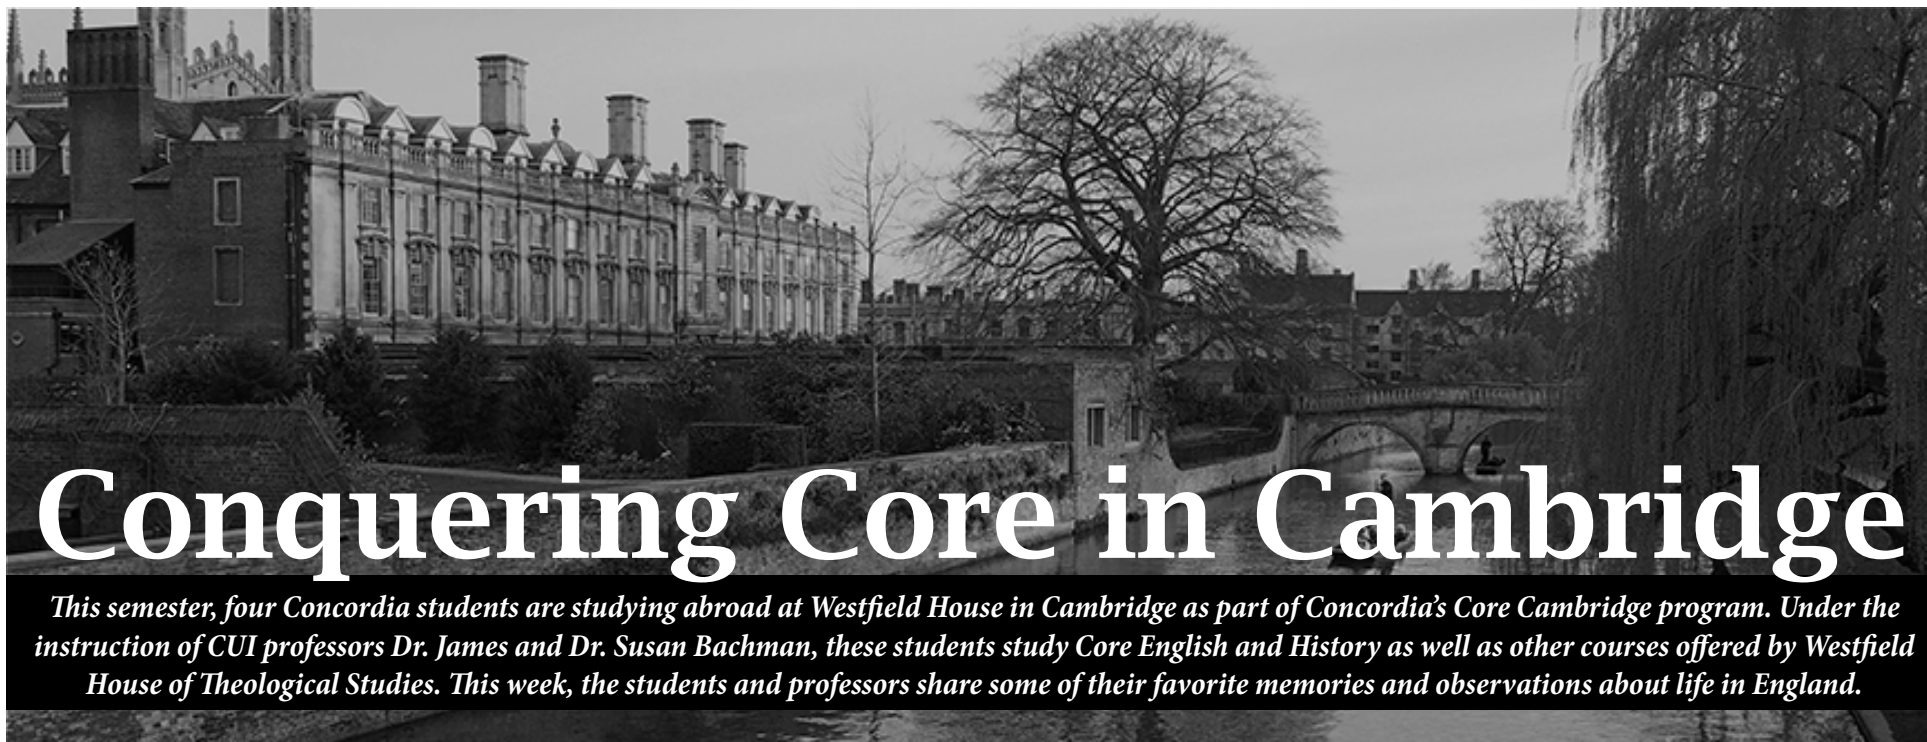 Conquering Core in Cambridge
This semester, four Concordia students are studying abroad at Westfield House in Cambridge as part of Concordia’s Core Cambridge program. Under the
instruction of CUI professors Dr. James and Dr. Susan Bachman, these students study Core English and History as well as other courses offered by Westfield
House of Theological Studies. This week, the students and professors share some of their favorite memories and observations about life in England.